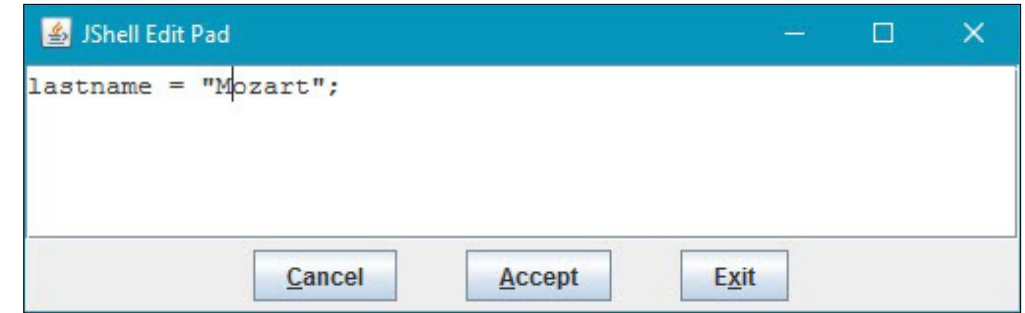 JShell Edit Pad
lastname = "Mozart";
Cancel Accept Exit